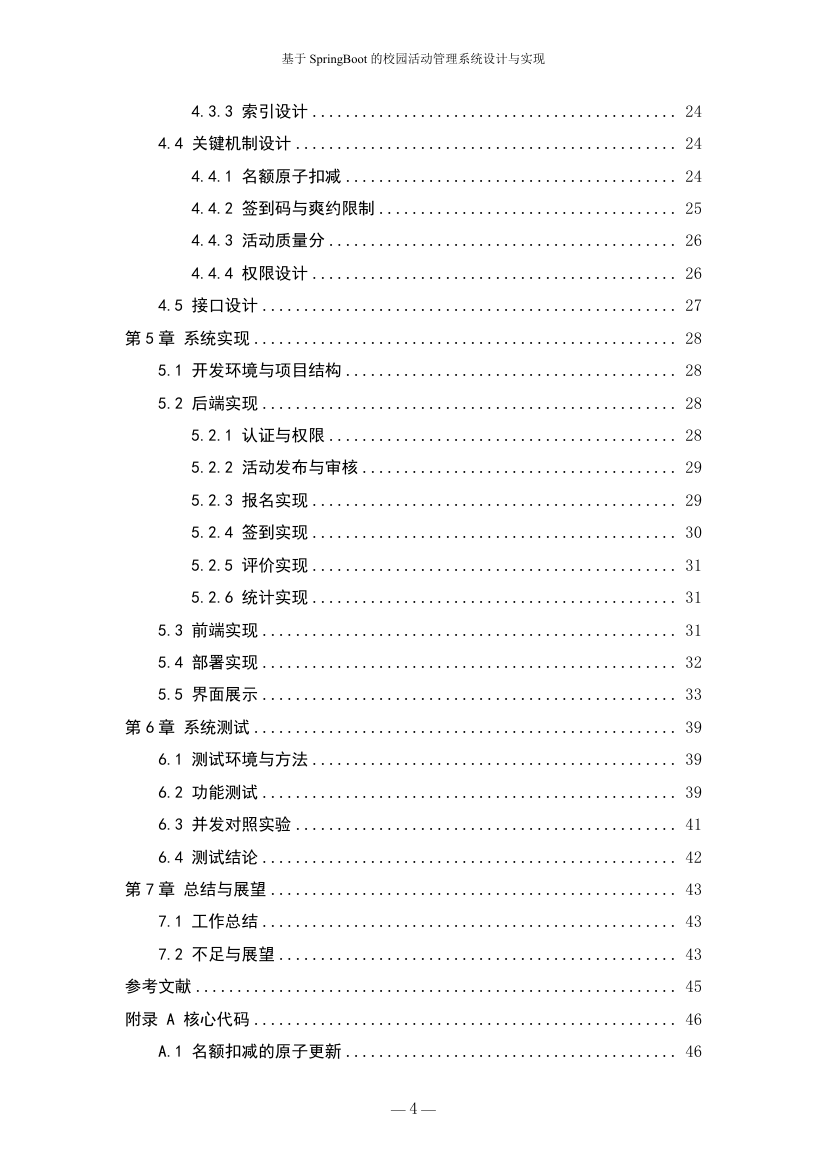 基于 SpringBoot 的校园活动管理系统设计与实现
4.3.3 索引设计 ............................................ 24
4.4 关键机制设计 .............................................. 24
4.4.1 名额原子扣减 ........................................ 24
4.4.2 签到码与爽约限制 .................................... 25
4.4.3 活动质量分 .......................................... 26
4.4.4 权限设计 ............................................ 26
4.5 接口设计 .................................................. 27
第 5 章 系统实现 ................................................... 28
5.1 开发环境与项目结构 ........................................ 28
5.2 后端实现 .................................................. 28
5.2.1 认证与权限 .......................................... 28
5.2.2 活动发布与审核 ...................................... 29
5.2.3 报名实现 ............................................ 29
5.2.4 签到实现 ............................................ 30
5.2.5 评价实现 ............................................ 31
5.2.6 统计实现 ............................................ 31
5.3 前端实现 .................................................. 31
5.4 部署实现 .................................................. 32
5.5 界面展示 .................................................. 33
第 6 章 系统测试 ................................................... 39
6.1 测试环境与方法 ............................................ 39
6.2 功能测试 .................................................. 39
6.3 并发对照实验 .............................................. 41
6.4 测试结论 .................................................. 42
第 7 章 总结与展望 ................................................. 43
7.1 工作总结 .................................................. 43
7.2 不足与展望 ................................................ 43
参考文献 .......................................................... 45
附录 A 核心代码 ................................................... 46
A.1 名额扣减的原子更新 ........................................ 46
— 4 —